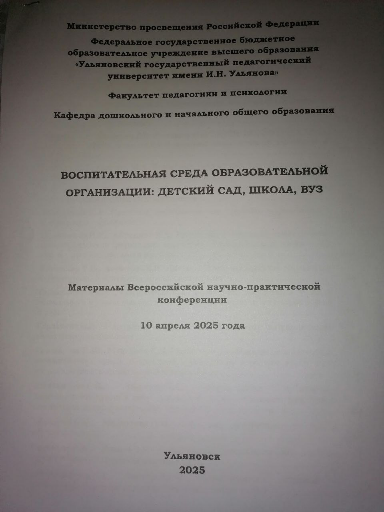 Министерство просвещения Российской Федерации
Федеральное государственное бюджетное
образовательное учреждение высшего образования
«Ульяновский государственный педагогический
университет имени И.Н. Ульянова»
Факультет педагогики и психологии
Кафедра дошкольного и начального общего образования
ВОСПИТАТЕЛЬНАЯ СРЕДА ОБРАЗОВАТЕЛЬНОЙ
ОРГАНИЗАЦИИ: ДЕТСКИЙ САД, ШКОЛА, ВУЗ
Материалы Всероссийской научно-практической
конференции
10 апреля 2025 года
Ульяновск
2025